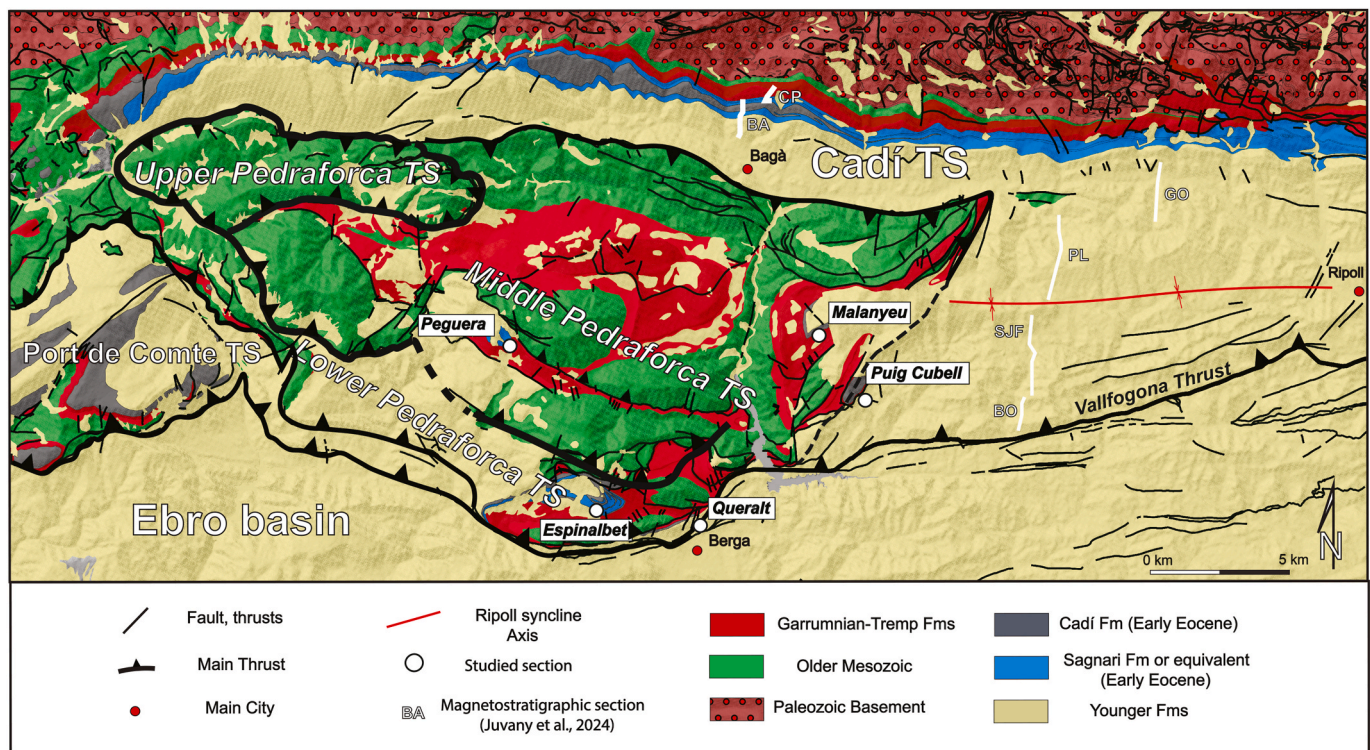 CP
BA
Bagà
Cadí TS
Upper Pedraforca TS
GO
PL
Ripoll
Middle Pedraforca TS
Malanyeu
Peguera
SJF
Port de Comte TS
Lower Pedraforca TS
Puig Cubell
Vallfogona Thrust
BO
Ebro basin
Queralt
Espinalbet
Berga
N
0 km
5 km
Fault, thrusts
Ripoll syncline
Axis
Garrumnian-Tremp Fms
Cadí Fm (Early Eocene)
Main Thrust
Studied section
Older Mesozoic
Sagnari Fm or equivalent
(Early Eocene)
Main City
BA
Magnetostratigraphic section
(Juvany et al., 2024)
Paleozoic Basement
Younger Fms